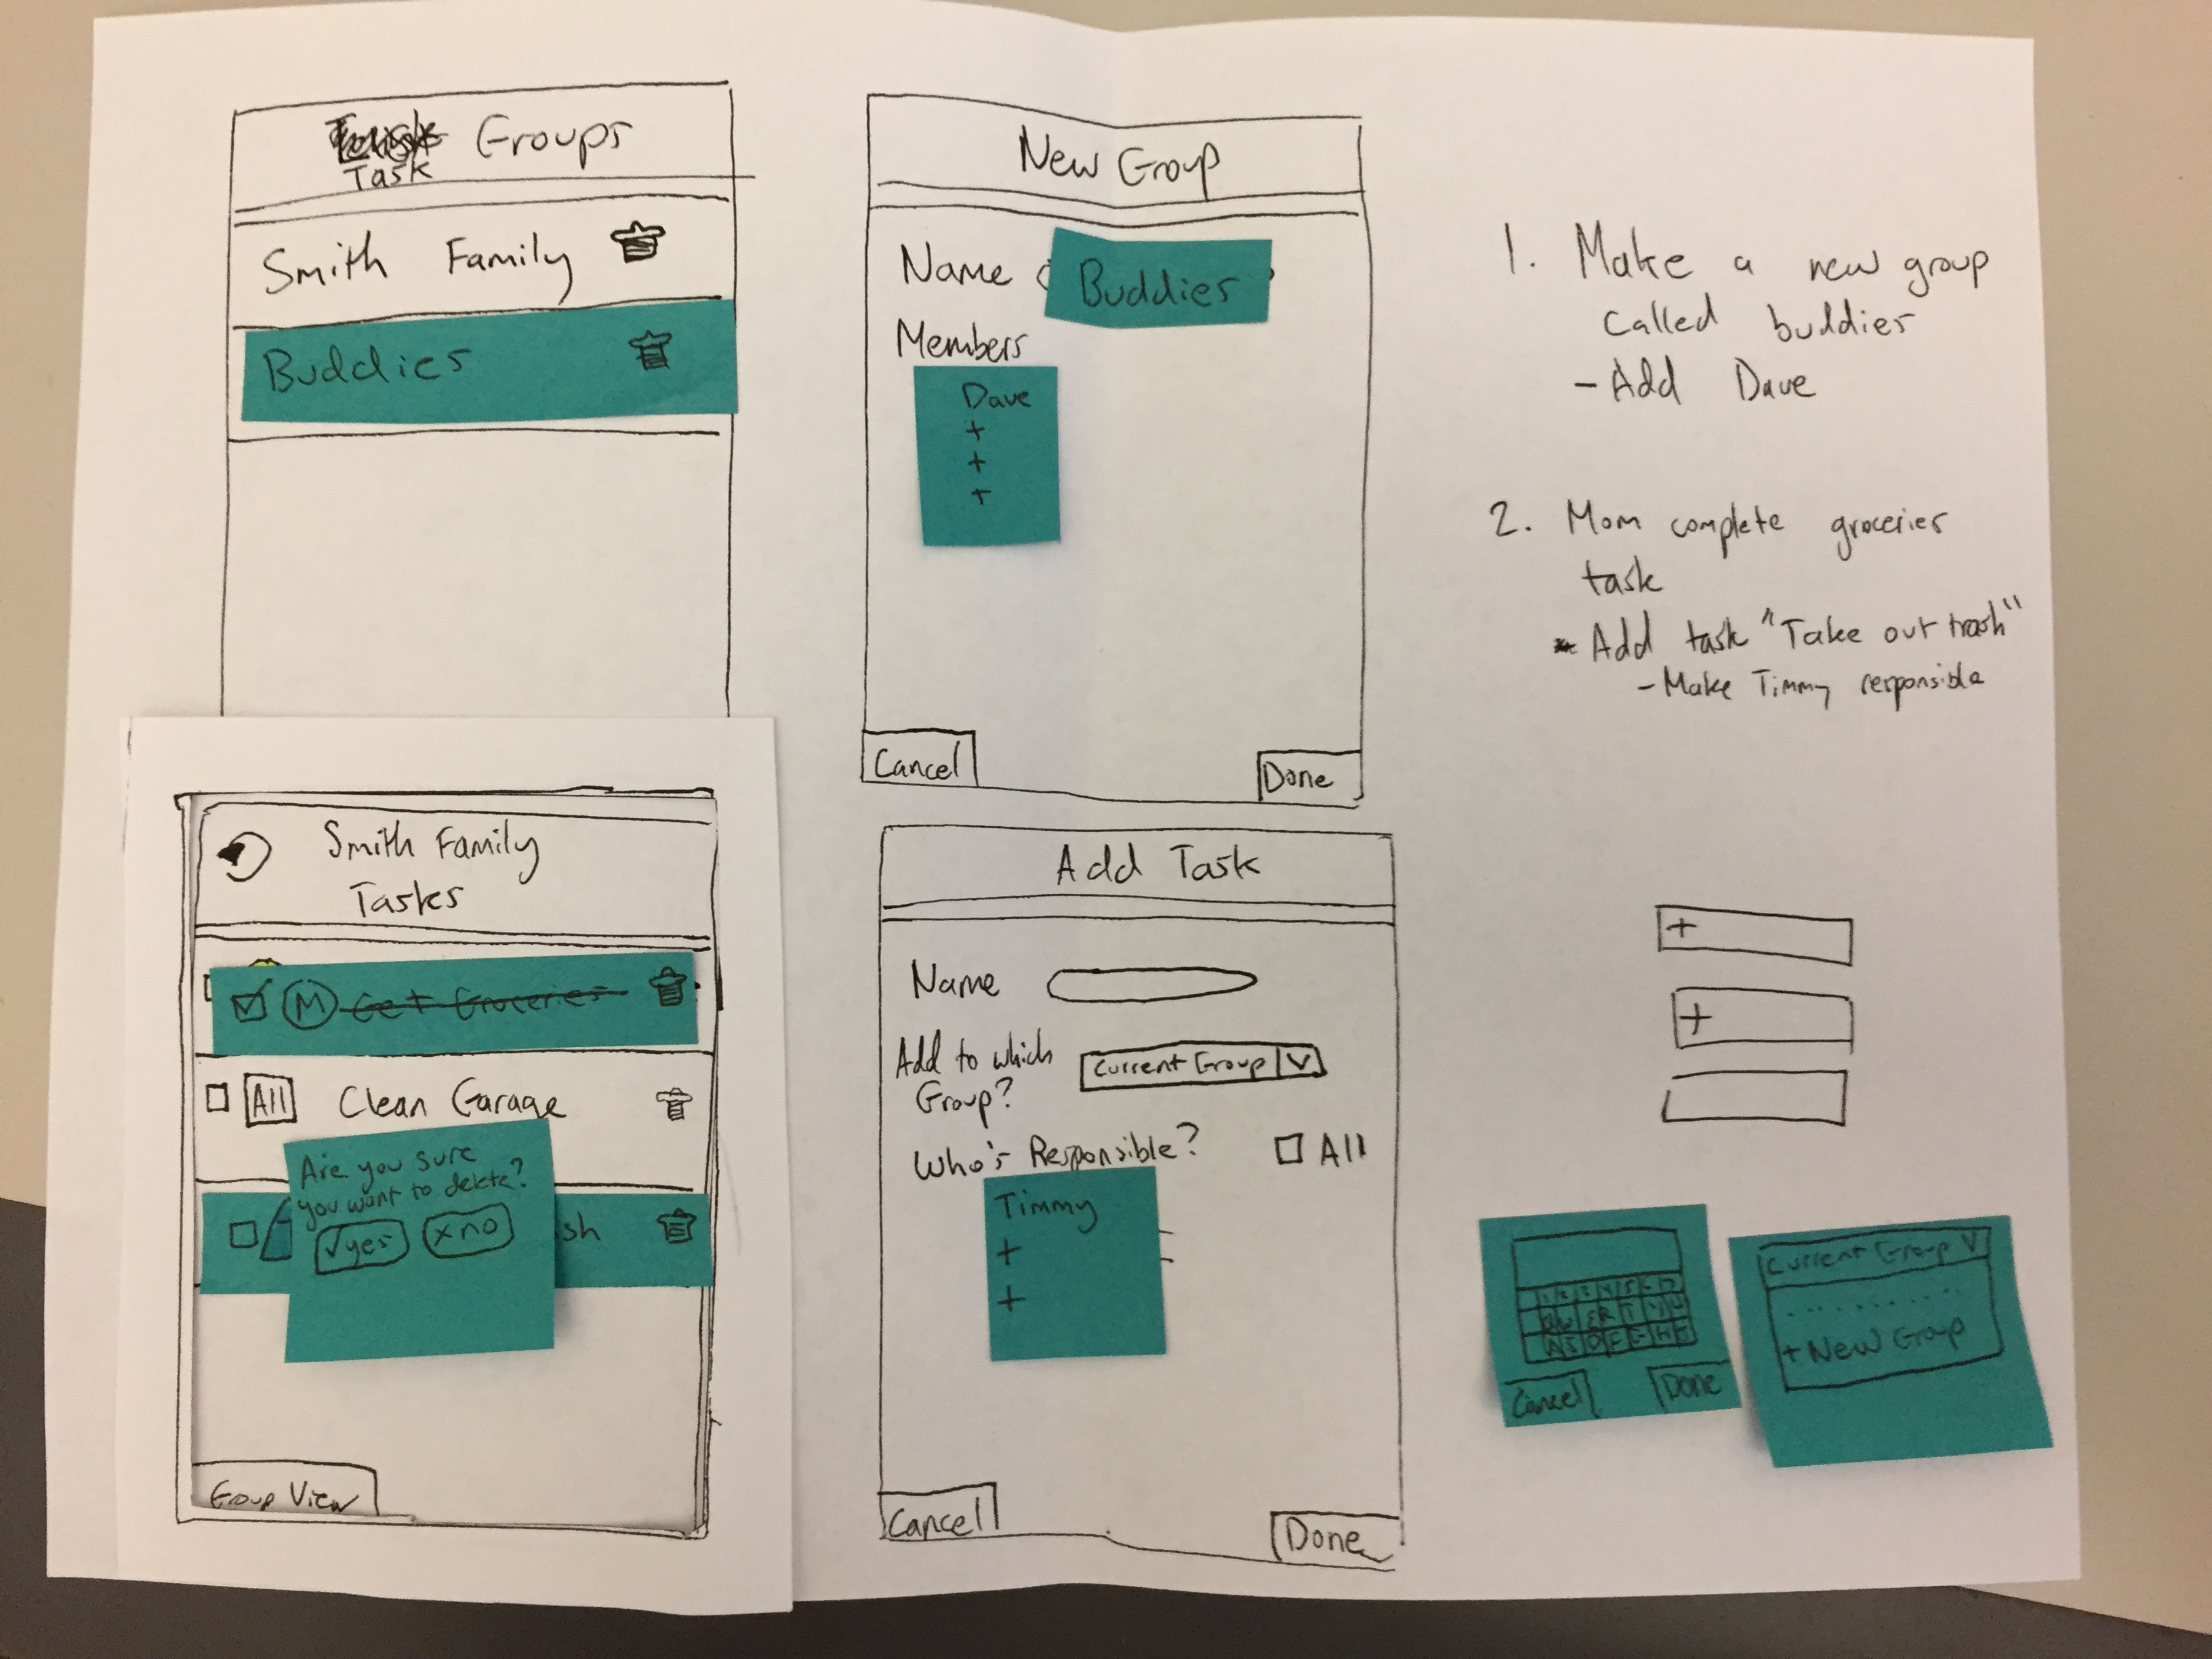 Task Groups
Smith Family
Buddies
New Group
Name Buddies
Members
Dave
+
+
+
Cancel
Done
1. Make a new group
called buddies
- Add Dave
2. Mom complete groceries
task
- Add task "Take out trash"
- Make Timmy responsible
Smith Family
Tasks
M Get Groceries
All Clean Garage
Are you sure
you want to delete?
✓yes x no
sh
Group View
Add Task
Name
Add to which
Group?
Current Group V
Who's Responsible? All
Timmy
+
+
Cancel
Done
+
+
Cancel Done
Current Group V
+ New Group